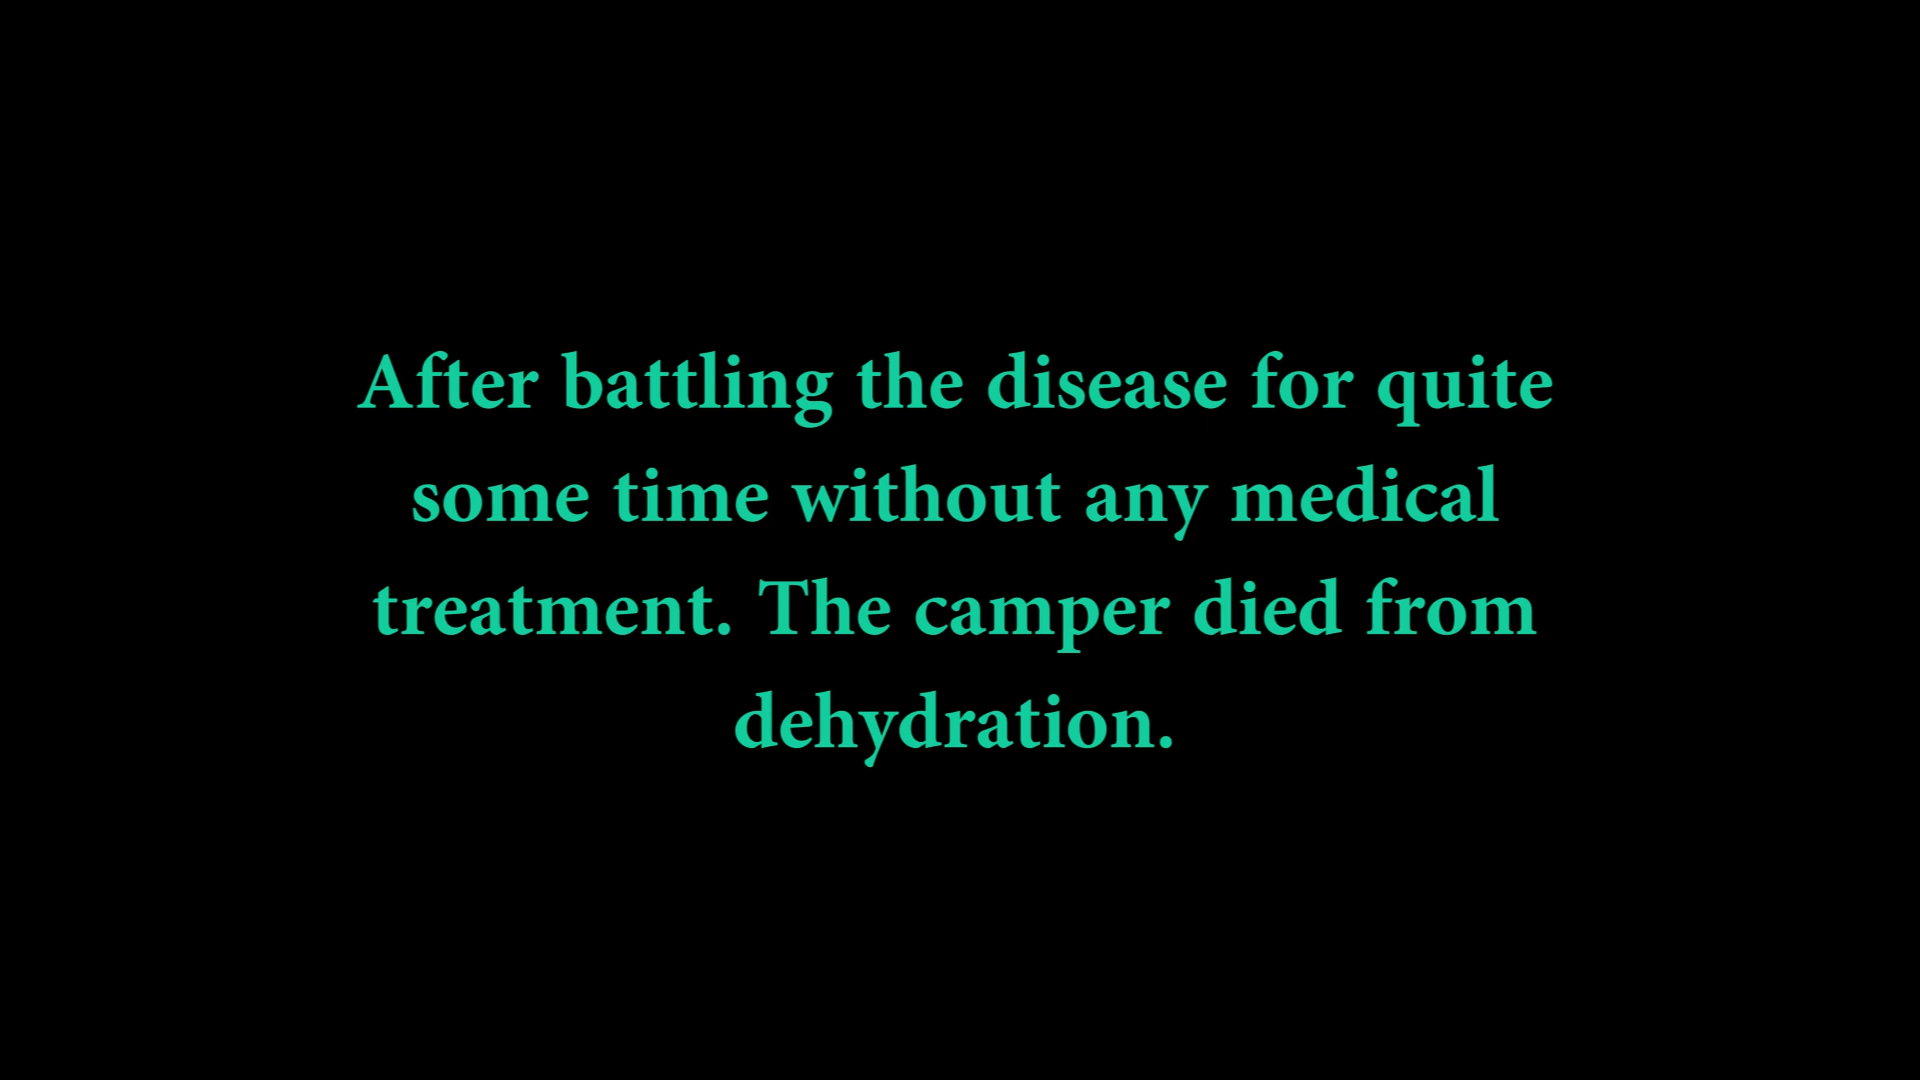 After battling the disease for quite
some time without any medical
treatment. The camper died from
dehydration.